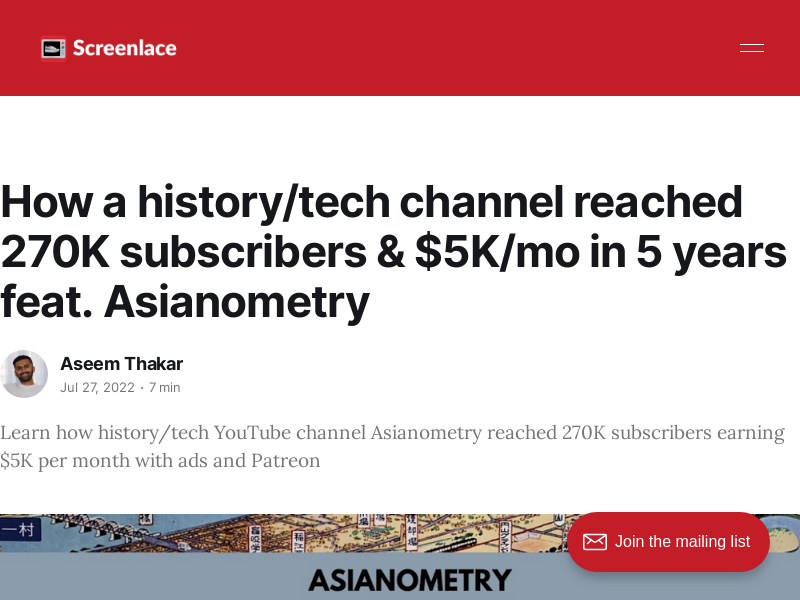 Screenlace
How a history/tech channel reached
270K subscribers & $5K/mo in 5 years
feat. Asianometry
Aseem Thakar
Jul 27, 2022 • 7 min
Learn how history/tech YouTube channel Asianometry reached 270K subscribers earning
$5K per month with ads and Patreon
一村
Join the mailing list
ASIANOMETRY